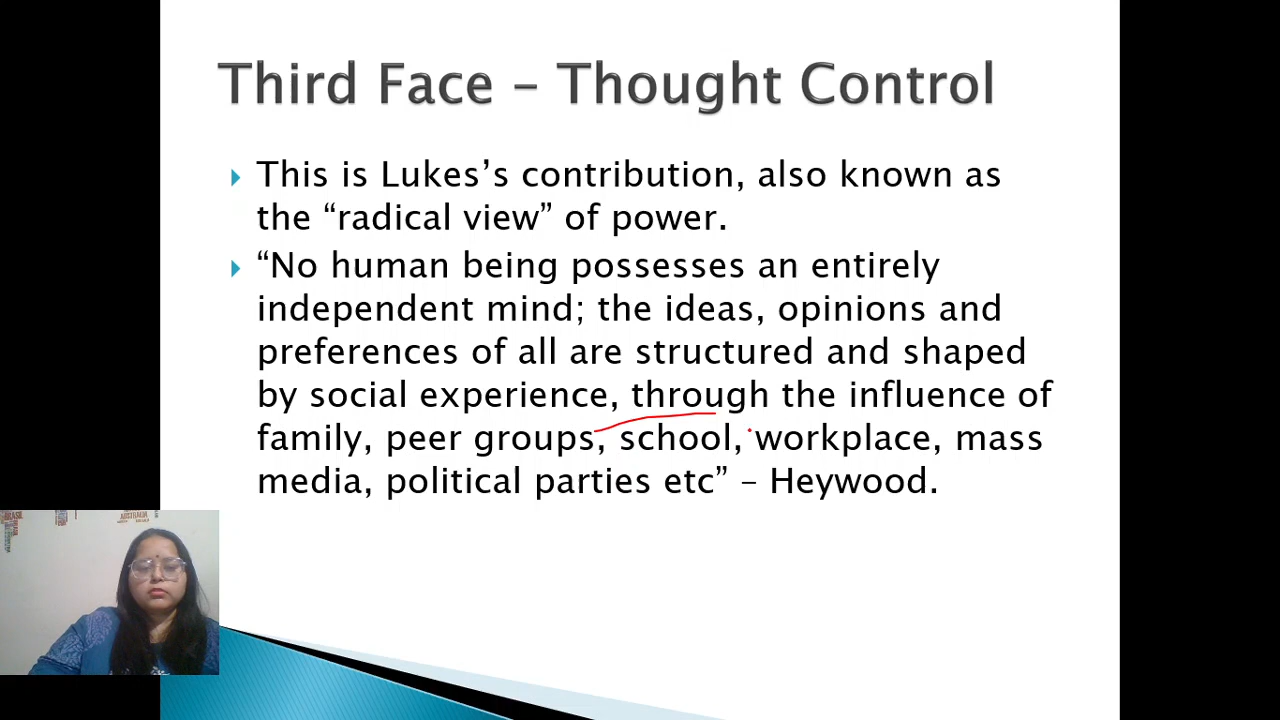 Third Face – Thought Control
This is Lukes’s contribution, also known as
the “radical view” of power.
“No human being possesses an entirely
independent mind; the ideas, opinions and
preferences of all are structured and shaped
by social experience, through the influence of
family, peer groups, school, workplace, mass
media, political parties etc” – Heywood.
BRASIL
AUSTRALIA